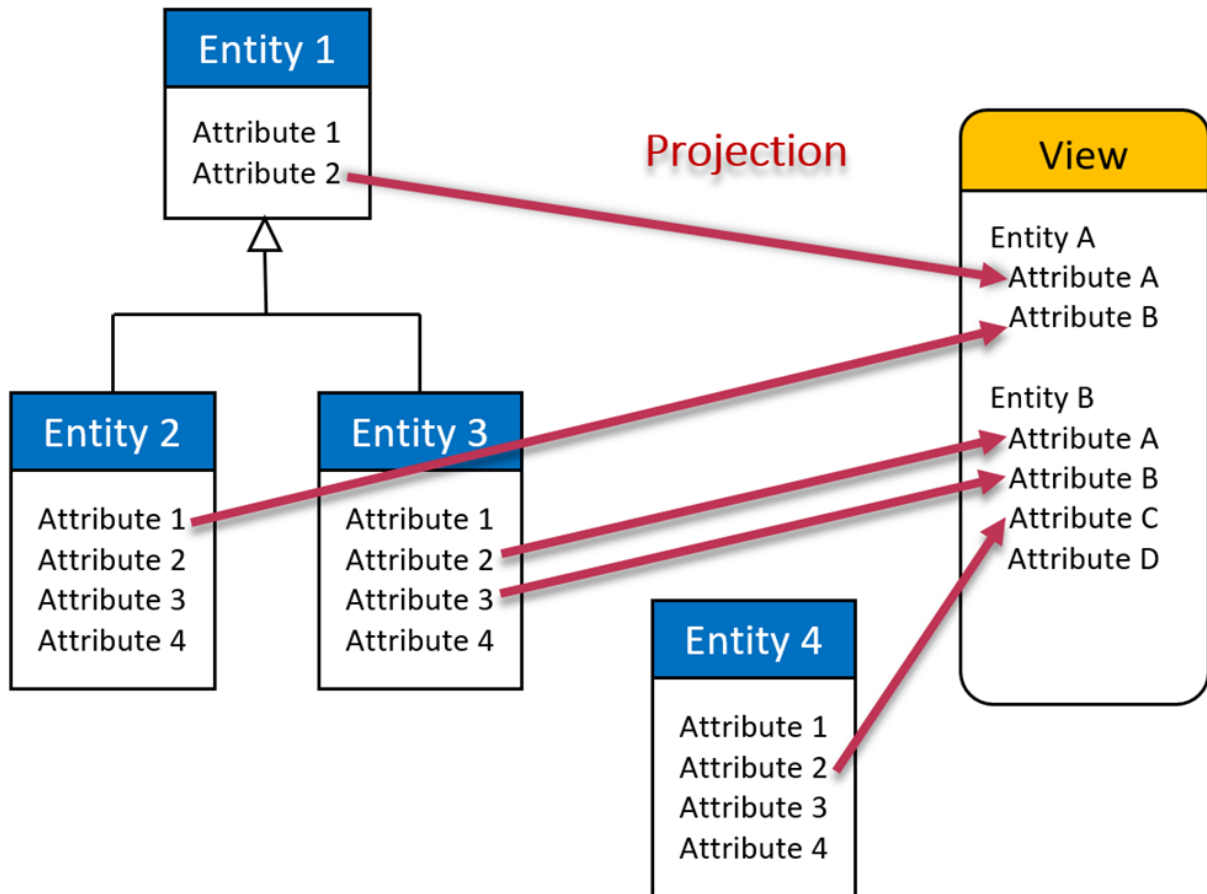 Entity 1
Attribute 1
Attribute 2
Projection
View
Entity A
Attribute A
Attribute B
Entity B
Attribute A
Attribute B
Attribute C
Attribute D
Entity 2
Attribute 1
Attribute 2
Attribute 3
Attribute 4
Entity 3
Attribute 1
Attribute 2
Attribute 3
Attribute 4
Entity 4
Attribute 1
Attribute 2
Attribute 3
Attribute 4